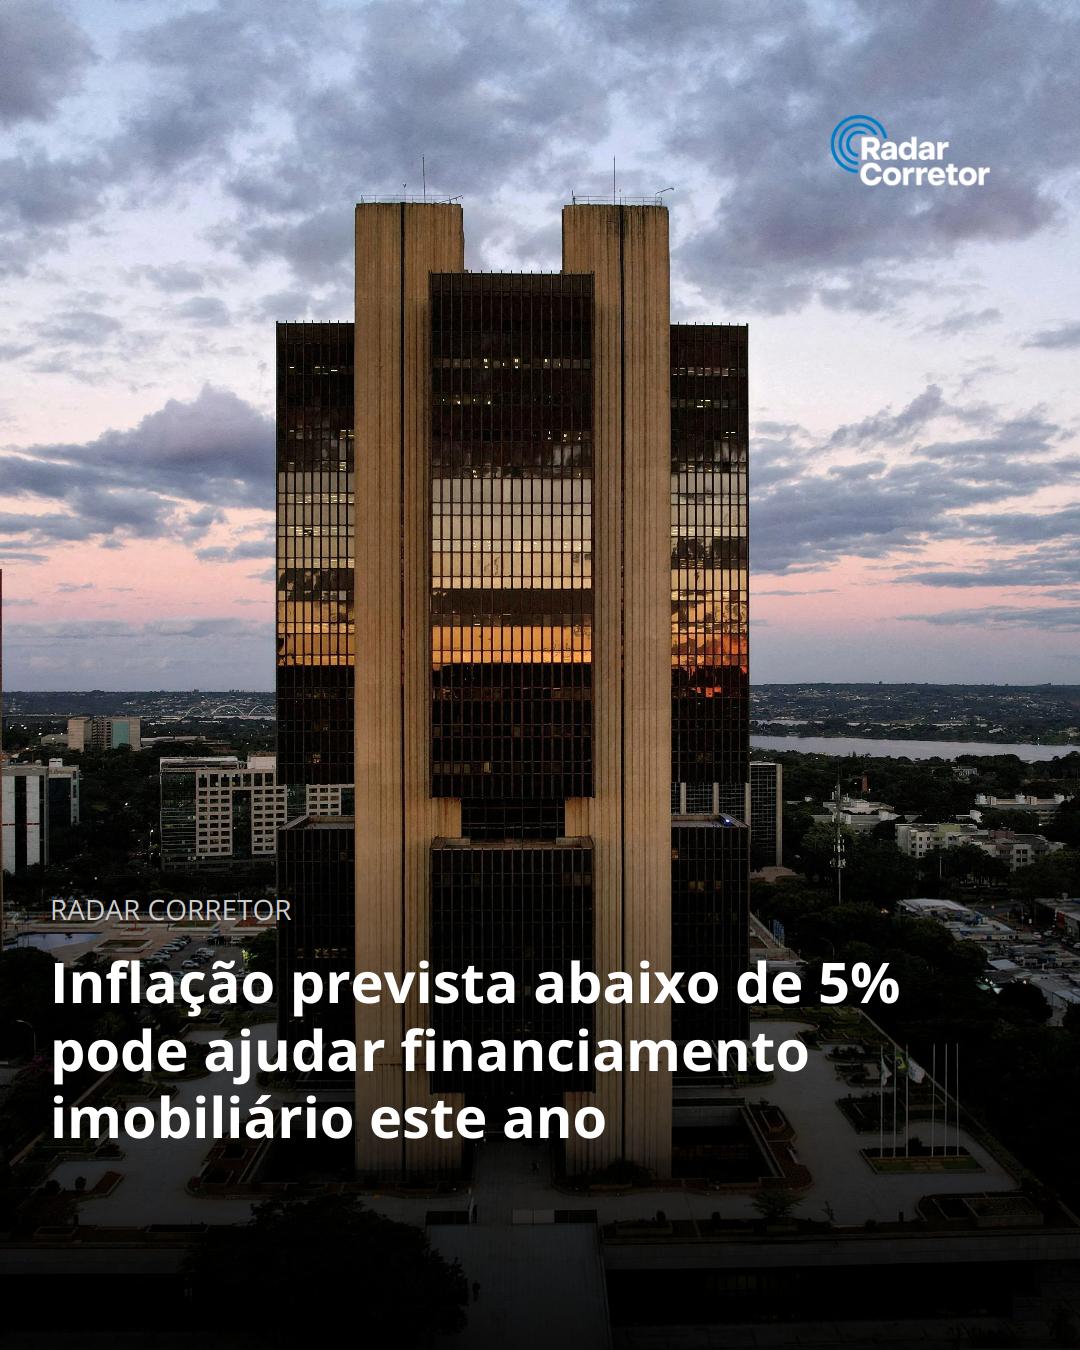 Radar
Corretor
RADAR CORRETOR
Inflação prevista abaixo de 5%
pode ajudar financiamento
imobiliário este ano